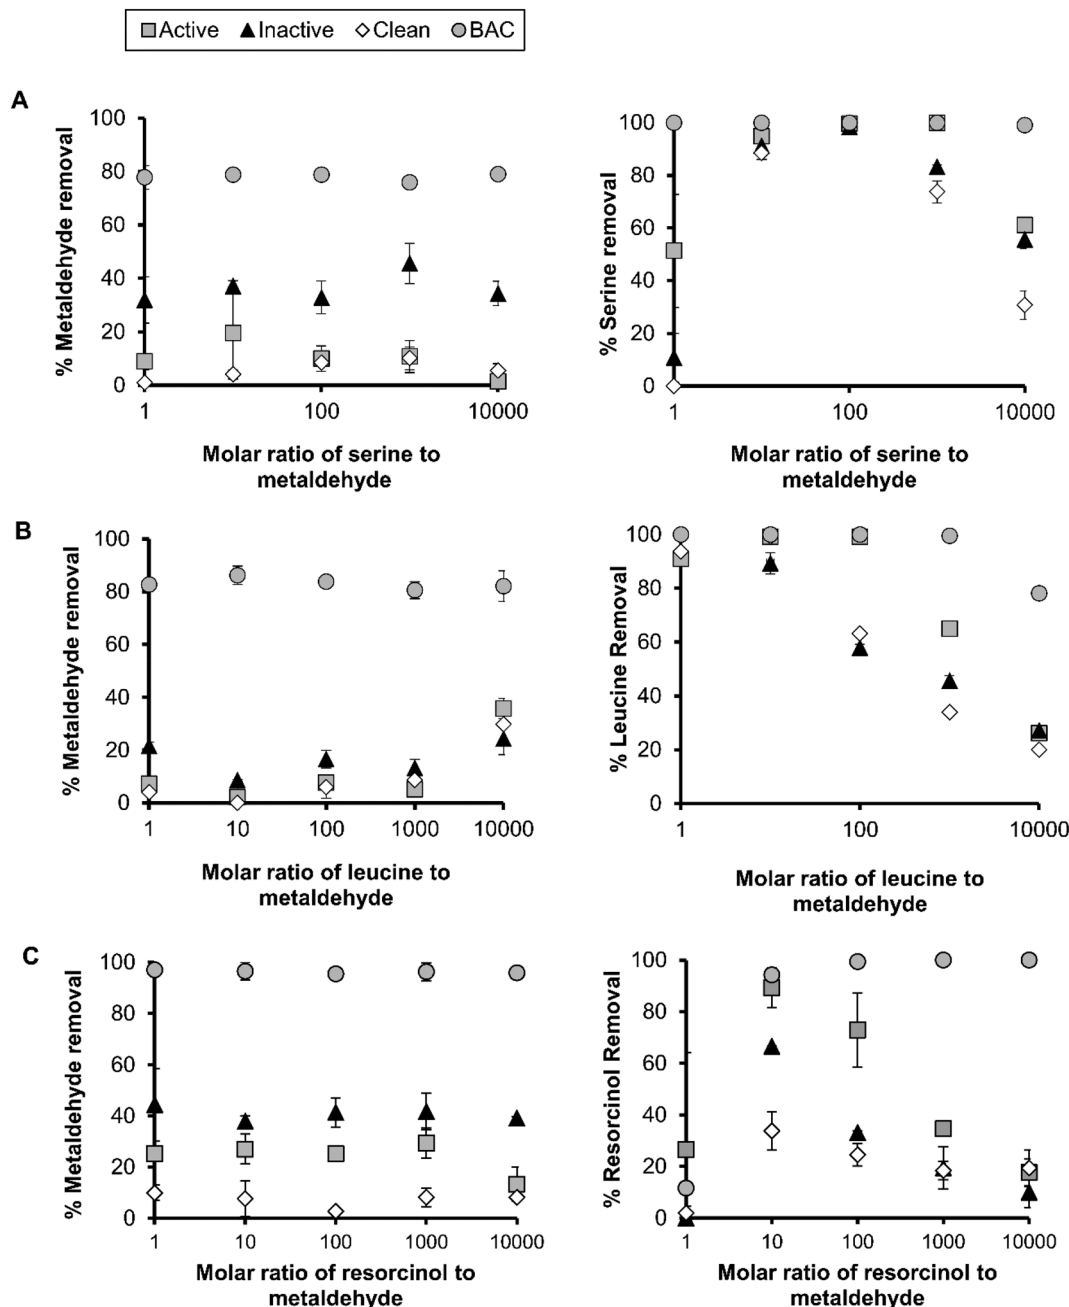 Active Inactive Clean BAC
A
% Metaldehyde removal
100
80
60
40
20
0
1 100 10000
Molar ratio of serine to
metaldehyde
% Serine removal
100
80
60
40
20
0
1 100 10000
Molar ratio of serine to
metaldehyde
B
% Metaldehyde removal
100
80
60
40
20
0
1 10 100 1000 10000
Molar ratio of leucine to
metaldehyde
% Leucine Removal
100
80
60
40
20
0
1 100 10000
Molar ratio of leucine to
metaldehyde
C
% Metaldehyde removal
100
80
60
40
20
0
1 10 100 1000 10000
Molar ratio of resorcinol to
metaldehyde
% Resorcinol Removal
100
80
60
40
20
0
1 10 100 1000 10000
Molar ratio of resorcinol to
metaldehyde